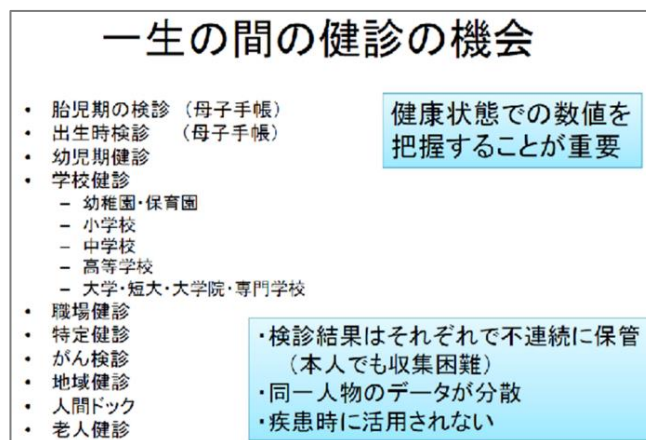 一生の間の健診の機会
• 胎児期の検診 （母子手帳）
• 出生時検診 （母子手帳）
• 幼児期健診
• 学校健診
– 幼稚園・保育園
– 小学校
– 中学校
– 高等学校
– 大学・短大・大学院・専門学校
• 職場健診
• 特定健診
• がん検診
• 地域健診
• 人間ドック
• 老人健診
健康状態での数値を
把握することが重要
・検診結果はそれぞれで不連続に保管
（本人でも収集困難）
・同一人物のデータが分散
・疾患時に活用されない